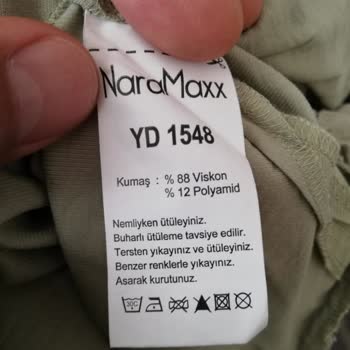 NaraMaxx
YD 1548
Kumaş : % 88 Viskon
% 12 Polyamid
Nemliyken ütüleyiniz.
Buharlı ütüleme tavsiye edilir.
Tersten yıkayınız ve ütüleyiniz.
Benzer renklerle yıkayınız.
Asarak kurutunuz.
30C